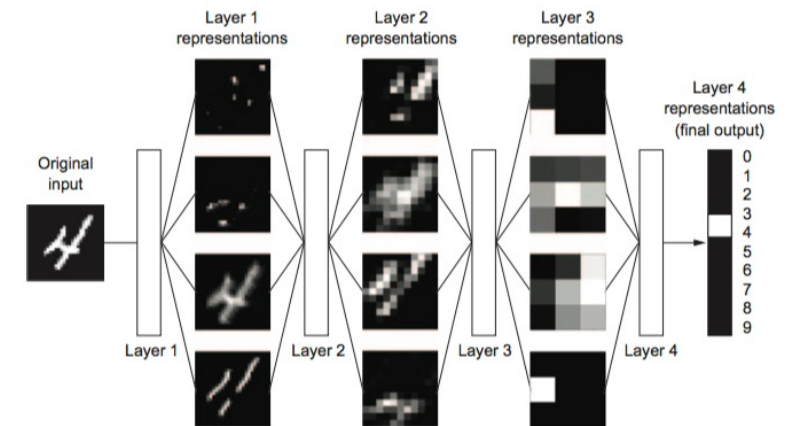 Layer 1
representations
Layer 2
representations
Layer 3
representations
Layer 4
representations
(final output)
Original
input
0
1
2
3
4
5
6
7
8
9
Layer 1
Layer 2
Layer 3
Layer 4